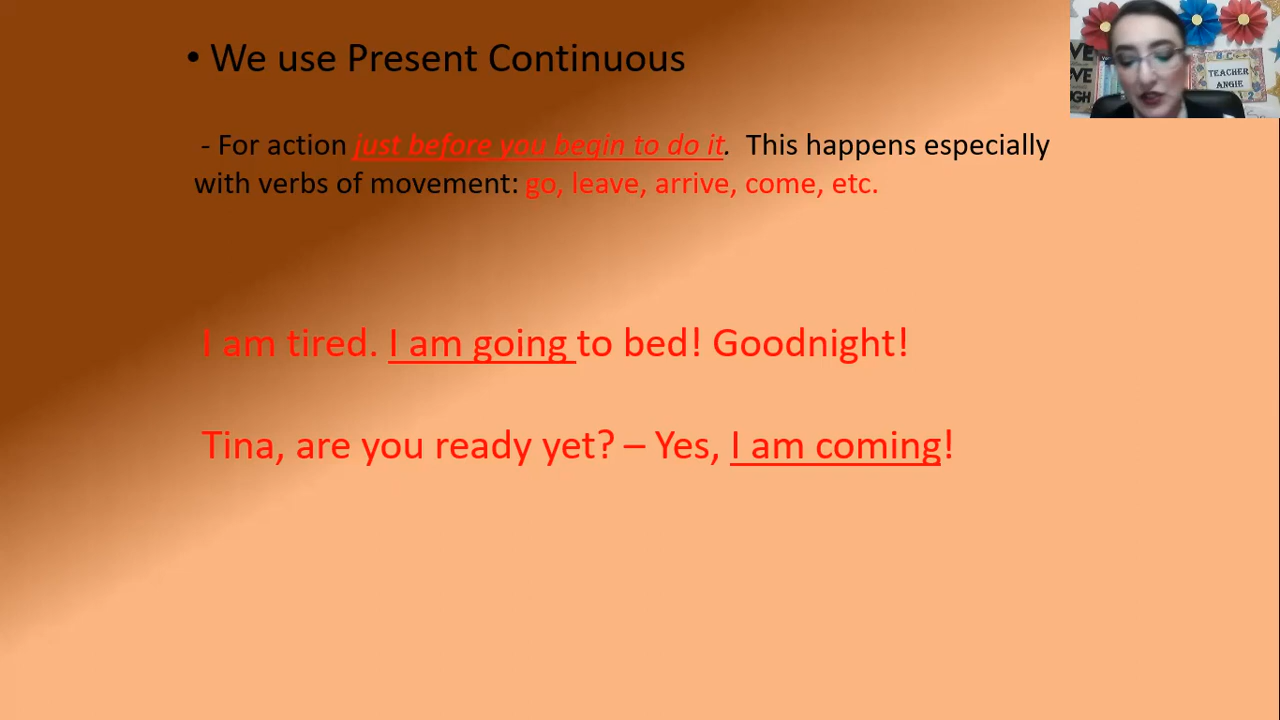 • We use Present Continuous
- For action just before you begin to do it. This happens especially
with verbs of movement: go, leave, arrive, come, etc.
I am tired. I am going to bed! Goodnight!
Tina, are you ready yet? – Yes, I am coming!
TEACHER
ANGIE